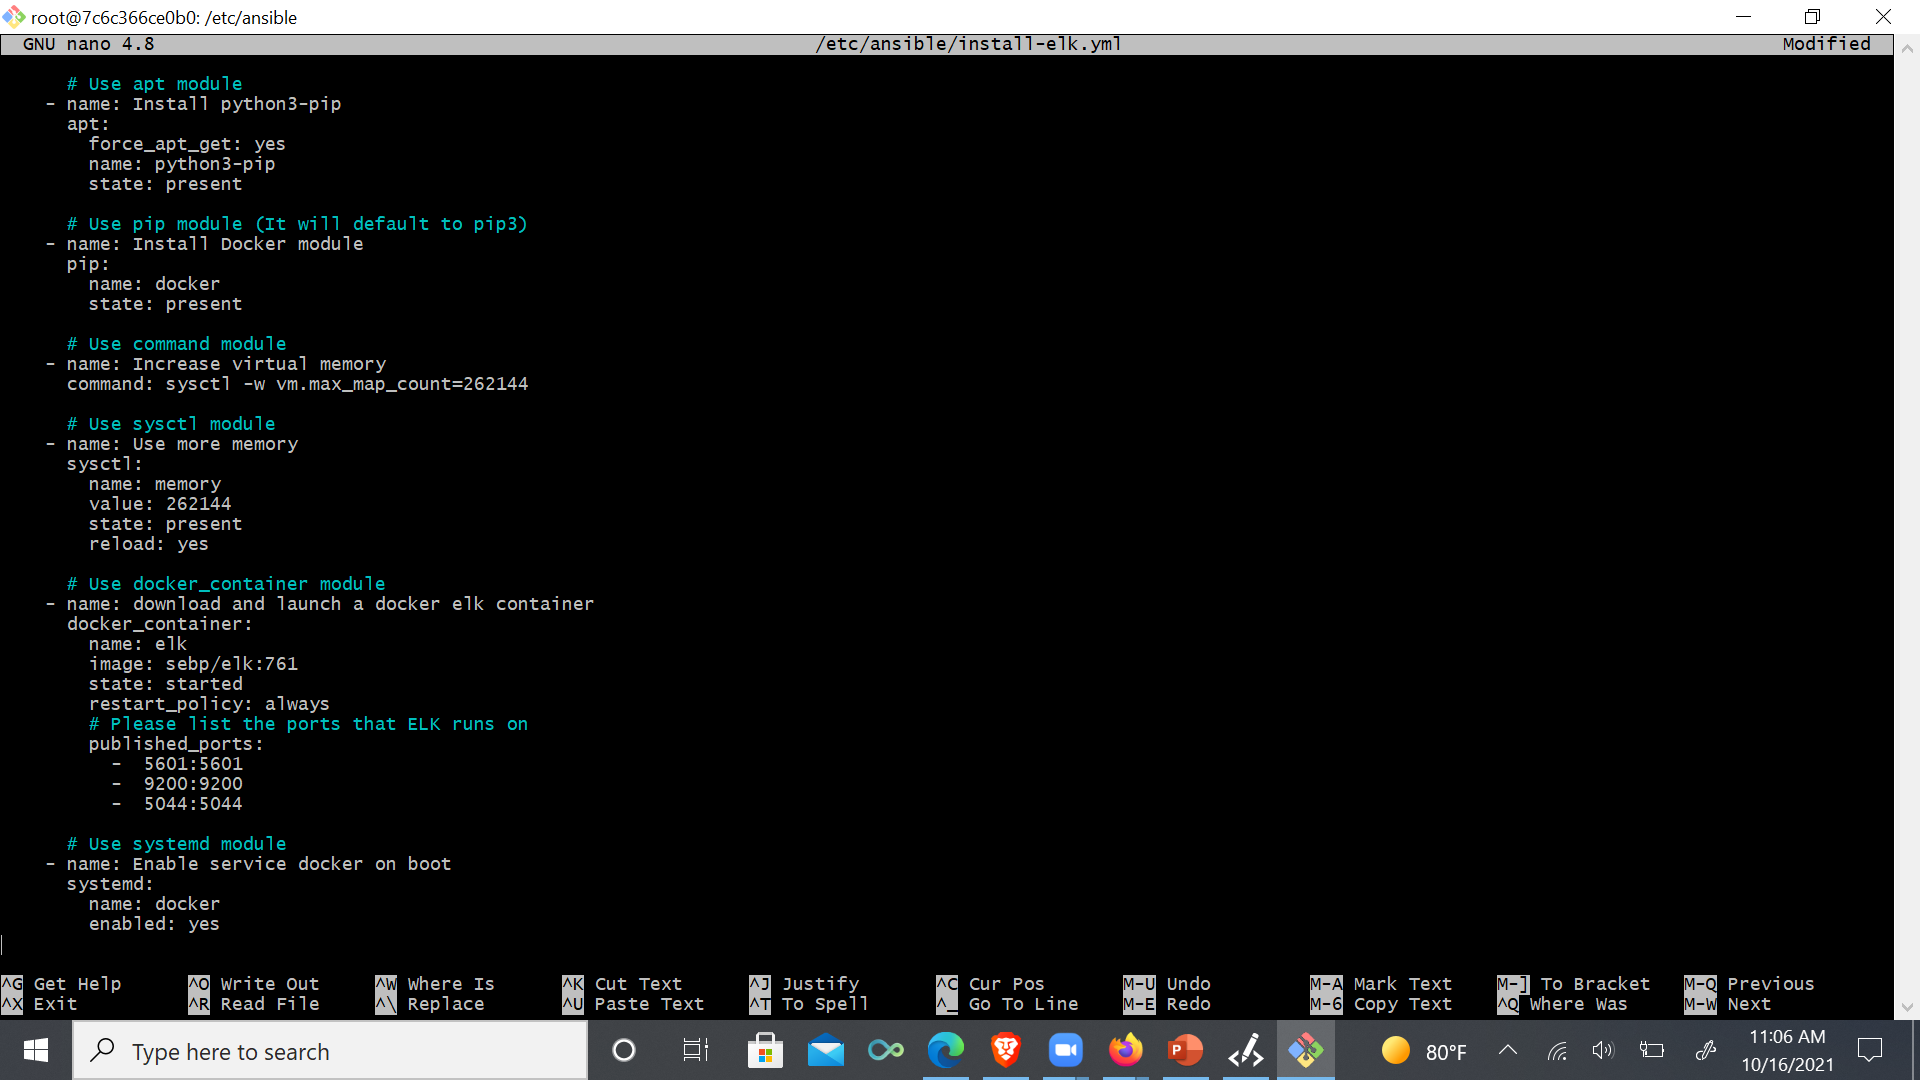 root@7c6c366ce0b0: /etc/ansible
GNU nano 4.8 /etc/ansible/install-elk.yml Modified
# Use apt module
- name: Install python3-pip
apt:
force_apt_get: yes
name: python3-pip
state: present
# Use pip module (It will default to pip3)
- name: Install Docker module
pip:
name: docker
state: present
# Use command module
- name: Increase virtual memory
command: sysctl -w vm.max_map_count=262144
# Use sysctl module
- name: Use more memory
sysctl:
name: memory
value: 262144
state: present
reload: yes
# Use docker_container module
- name: download and launch a docker elk container
docker_container:
name: elk
image: sebp/elk:761
state: started
restart_policy: always
# Please list the ports that ELK runs on
published_ports:
- 5601:5601
- 9200:9200
- 5044:5044
# Use systemd module
- name: Enable service docker on boot
systemd:
name: docker
enabled: yes
^G Get Help ^O Write Out ^W Where Is ^K Cut Text ^J Justify ^C Cur Pos M-U Undo M-A Mark Text M-] To Bracket M-Q Previous
^X Exit ^R Read File ^\ Replace ^U Paste Text ^T To Spell ^_ Go To Line M-E Redo M-6 Copy Text ^Q Where Was M-W Next
Type here to search
P
80°F
11:06 AM
10/16/2021